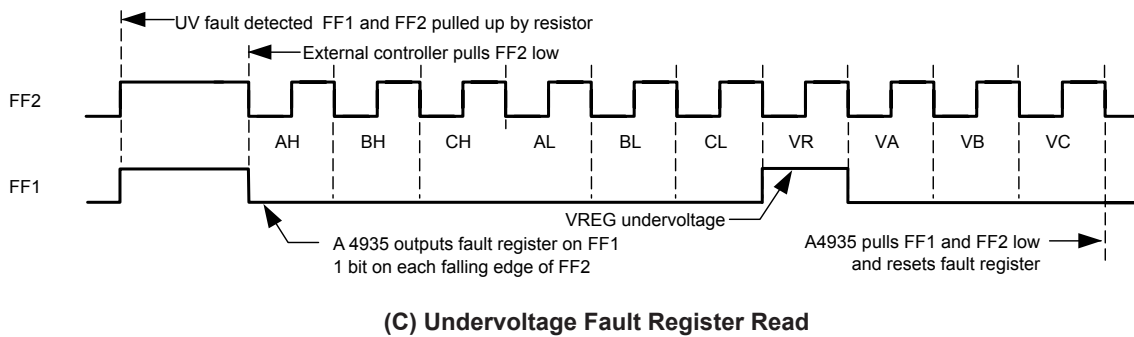 UV fault detected  FF1 and FF2 pulled up by resistor
External controller pulls FF2 low
FF2
AH BH CH AL BL CL VR VA VB VC
FF1
VREG undervoltage
A 4935 outputs fault register on FF1
1 bit on each falling edge of FF2
A4935 pulls FF1 and FF2 low
and resets fault register
(C) Undervoltage Fault Register Read